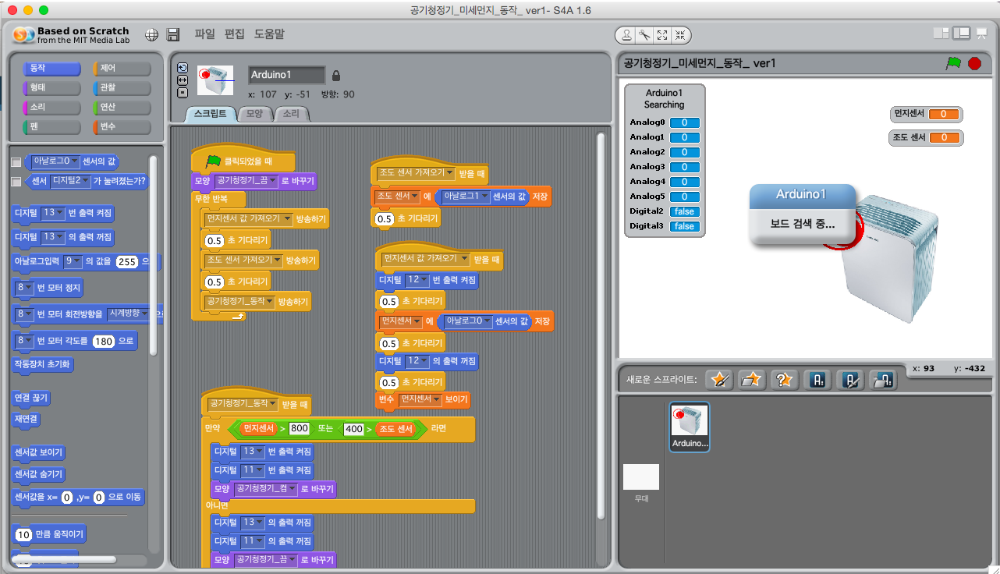 공기청정기_미세먼지_동작_ ver1- S4A 1.6
Based on Scratch
from the MIT Media Lab
파일 편집 도움말
동작 제어
형태 관찰
소리 연산
펜 변수
아날로그0 센서의 값
센서 디지털2 가 눌려졌는가?
디지털 13 번 출력 켜짐
디지털 13 의 출력 꺼짐
아날로그입력 9 의 값을 255 으
8 번 모터 정지
8 번 모터 회전방향을 시계방향 으
8 번 모터 각도를 180 으로
작동장치 초기화
연결 끊기
재연결
센서값 보이기
센서값 숨기기
센서값을 x= 0 ,y= 0 으로 이동
10 만큼 움직이기
Arduino1
x: 107 y: -51 방향: 90
스크립트 모양 소리
클릭되었을 때
모양 공기청정기_끔 로 바꾸기
무한 반복
먼지센서 값 가져오기 방송하기
0.5 초 기다리기
조도 센서 가져오기 방송하기
0.5 초 기다리기
공기청정기_동작 방송하기
조도 센서 가져오기 받을 때
조도 센서 에 아날로그1 센서의 값 저장
0.5 초 기다리기
먼지센서 값 가져오기 받을 때
디지털 12 번 출력 켜짐
0.5 초 기다리기
먼지센서 에 아날로그0 센서의 값 저장
0.5 초 기다리기
디지털 12 의 출력 꺼짐
0.5 초 기다리기
변수 먼지센서 보이기
공기청정기_동작 받을 때
만약 먼지센서 > 800 또는 400 > 조도 센서 라면
디지털 13 번 출력 켜짐
디지털 11 번 출력 켜짐
모양 공기청정기_켬 로 바꾸기
아니면
디지털 13 의 출력 꺼짐
디지털 11 의 출력 꺼짐
모양 공기청정기_끔 로 바꾸기
공기청정기_미세먼지_동작_ ver1
Arduino1
Searching
Analog0 0
Analog1 0
Analog2 0
Analog3 0
Analog4 0
Analog5 0
Digital2 false
Digital3 false
먼지센서 0
조도 센서 0
Arduino1
보드 검색 중...
x: 93 y: -432
새로운 스프라이트:
Arduino...
무대